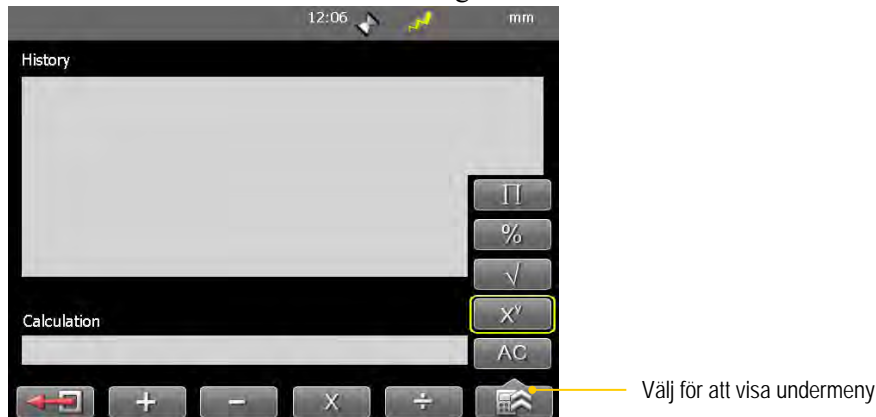 12:06 mm
History
Π
%
√
Xʸ
Calculation
AC
+ − X ÷
Välj för att visa undermeny